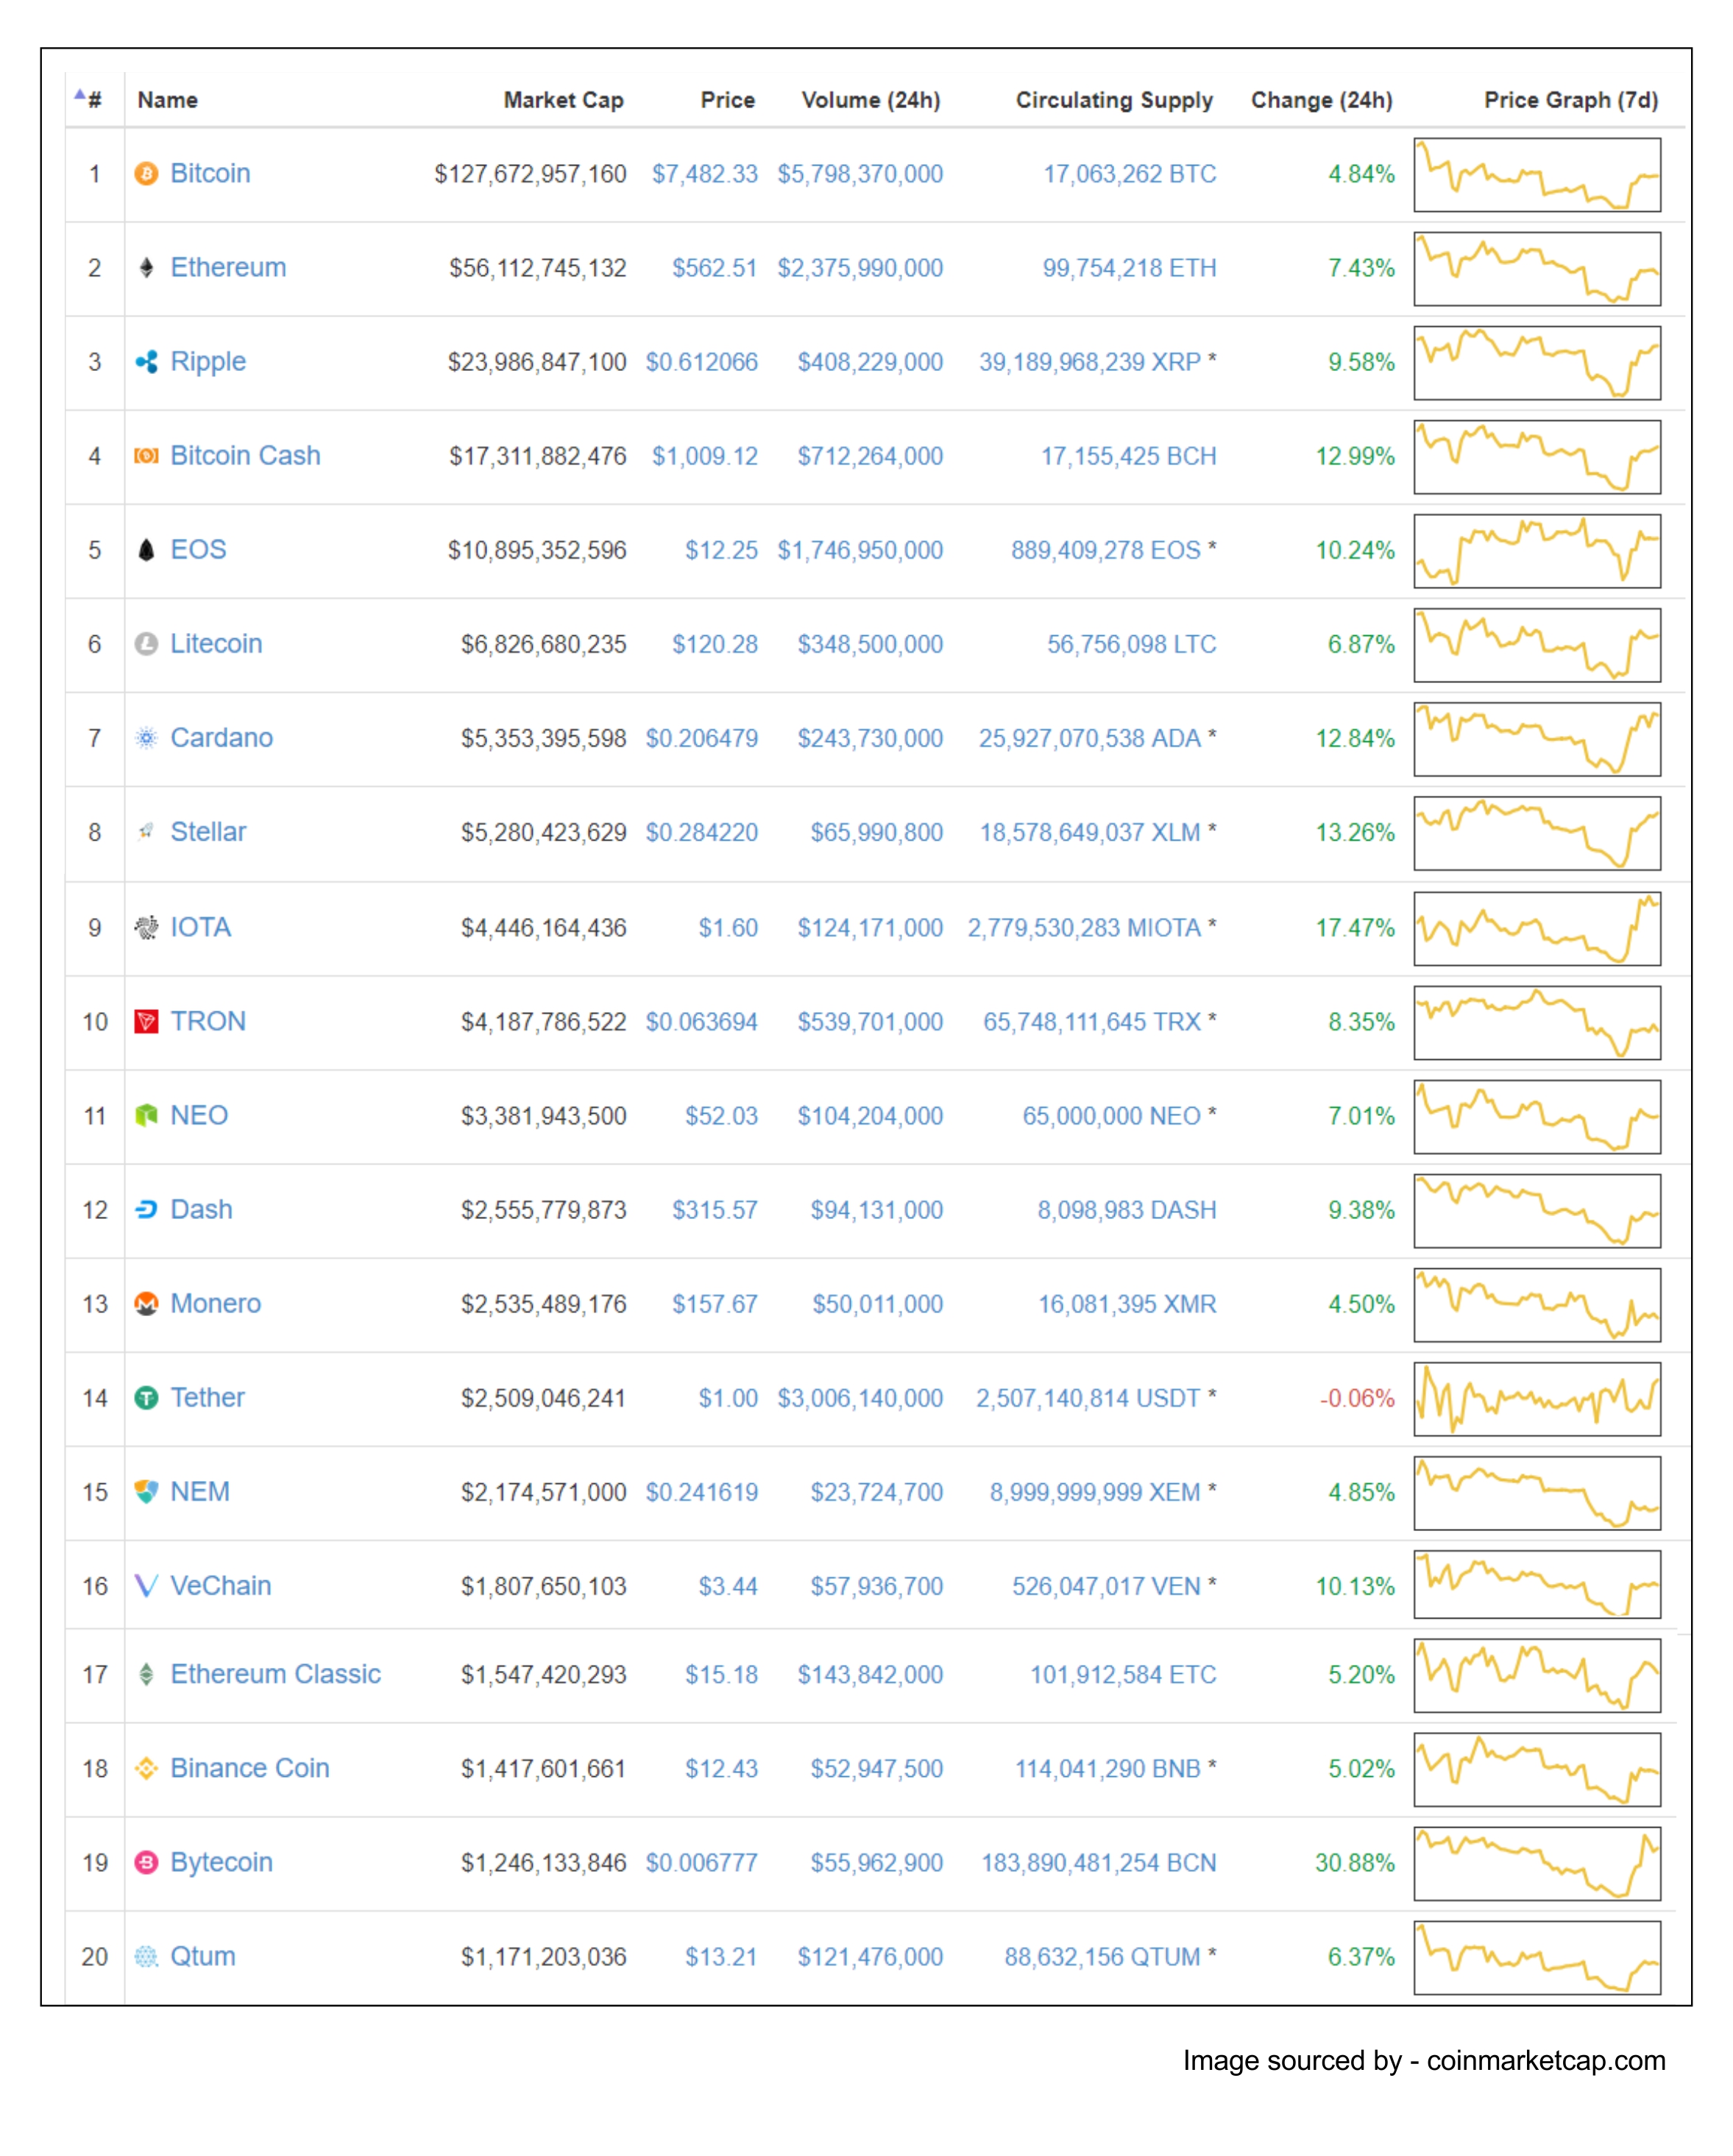 # Name Market Cap Price Volume (24h) Circulating Supply Change (24h) Price Graph (7d)
1 Bitcoin $127,672,957,160 $7,482.33 $5,798,370,000 17,063,262 BTC 4.84%
2 Ethereum $56,112,745,132 $562.51 $2,375,990,000 99,754,218 ETH 7.43%
3 Ripple $23,986,847,100 $0.612066 $408,229,000 39,189,968,239 XRP * 9.58%
4 Bitcoin Cash $17,311,882,476 $1,009.12 $712,264,000 17,155,425 BCH 12.99%
5 EOS $10,895,352,596 $12.25 $1,746,950,000 889,409,278 EOS * 10.24%
6 Litecoin $6,826,680,235 $120.28 $348,500,000 56,756,098 LTC 6.87%
7 Cardano $5,353,395,598 $0.206479 $243,730,000 25,927,070,538 ADA * 12.84%
8 Stellar $5,280,423,629 $0.284220 $65,990,800 18,578,649,037 XLM * 13.26%
9 IOTA $4,446,164,436 $1.60 $124,171,000 2,779,530,283 MIOTA * 17.47%
10 TRON $4,187,786,522 $0.063694 $539,701,000 65,748,111,645 TRX * 8.35%
11 NEO $3,381,943,500 $52.03 $104,204,000 65,000,000 NEO * 7.01%
12 Dash $2,555,779,873 $315.57 $94,131,000 8,098,983 DASH 9.38%
13 Monero $2,535,489,176 $157.67 $50,011,000 16,081,395 XMR 4.50%
14 Tether $2,509,046,241 $1.00 $3,006,140,000 2,507,140,814 USDT * -0.06%
15 NEM $2,174,571,000 $0.241619 $23,724,700 8,999,999,999 XEM * 4.85%
16 VeChain $1,807,650,103 $3.44 $57,936,700 526,047,017 VEN * 10.13%
17 Ethereum Classic $1,547,420,293 $15.18 $143,842,000 101,912,584 ETC 5.20%
18 Binance Coin $1,417,601,661 $12.43 $52,947,500 114,041,290 BNB * 5.02%
19 Bytecoin $1,246,133,846 $0.006777 $55,962,900 183,890,481,254 BCN 30.88%
20 Qtum $1,171,203,036 $13.21 $121,476,000 88,632,156 QTUM * 6.37%
Image sourced by - coinmarketcap.com